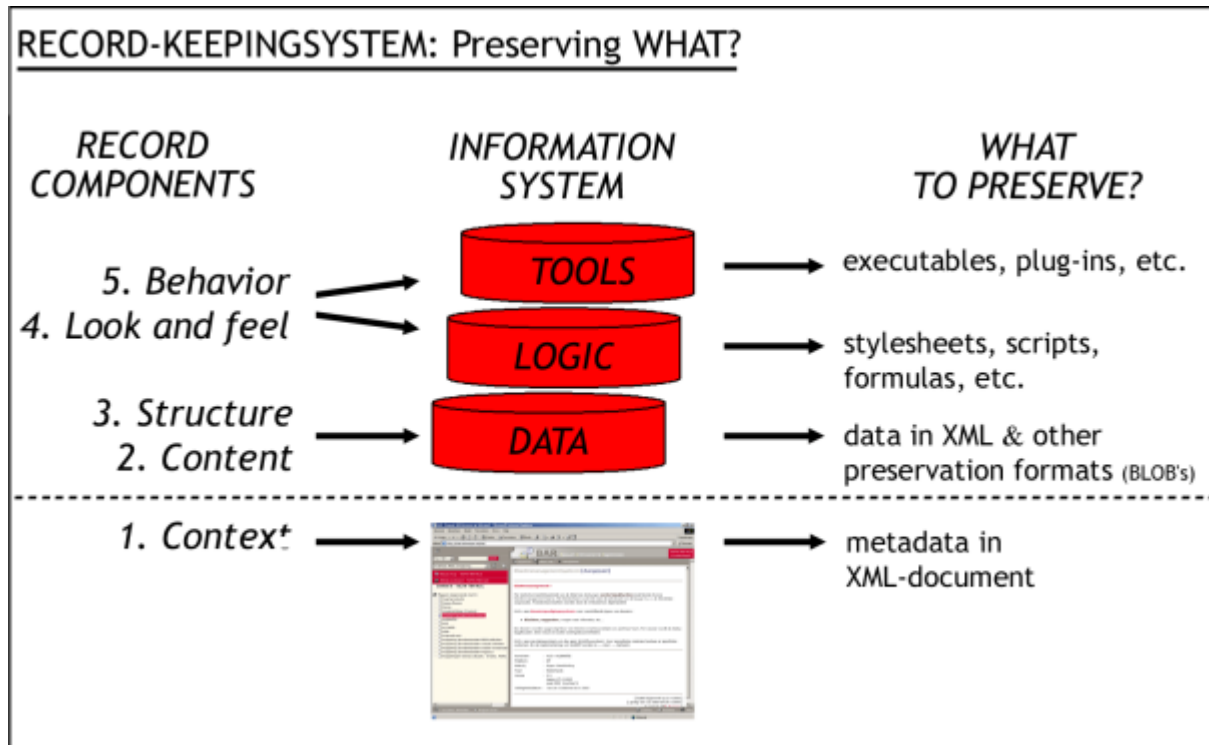 RECORD-KEEPINGSYSTEM: Preserving WHAT?
RECORD
COMPONENTS
INFORMATION
SYSTEM
WHAT
TO PRESERVE?
5. Behavior
4. Look and feel
TOOLS
executables, plug-ins, etc.
LOGIC
stylesheets, scripts,
formulas, etc.
3. Structure
2. Content
DATA
data in XML & other
preservation formats (BLOB's)
1. Context
BAR
metadata in
XML-document